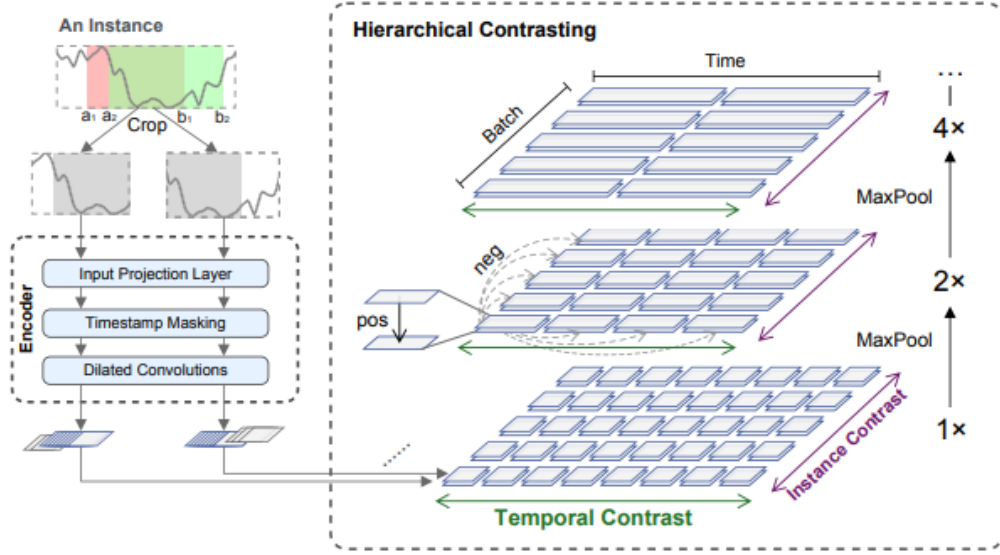 An Instance
a₁ a₂ b₁ b₂
Crop
Encoder
Input Projection Layer
Timestamp Masking
Dilated Convolutions
Hierarchical Contrasting
Time
Batch
...
4×
MaxPool
neg
pos
2×
MaxPool
1×
Instance Contrast
Temporal Contrast